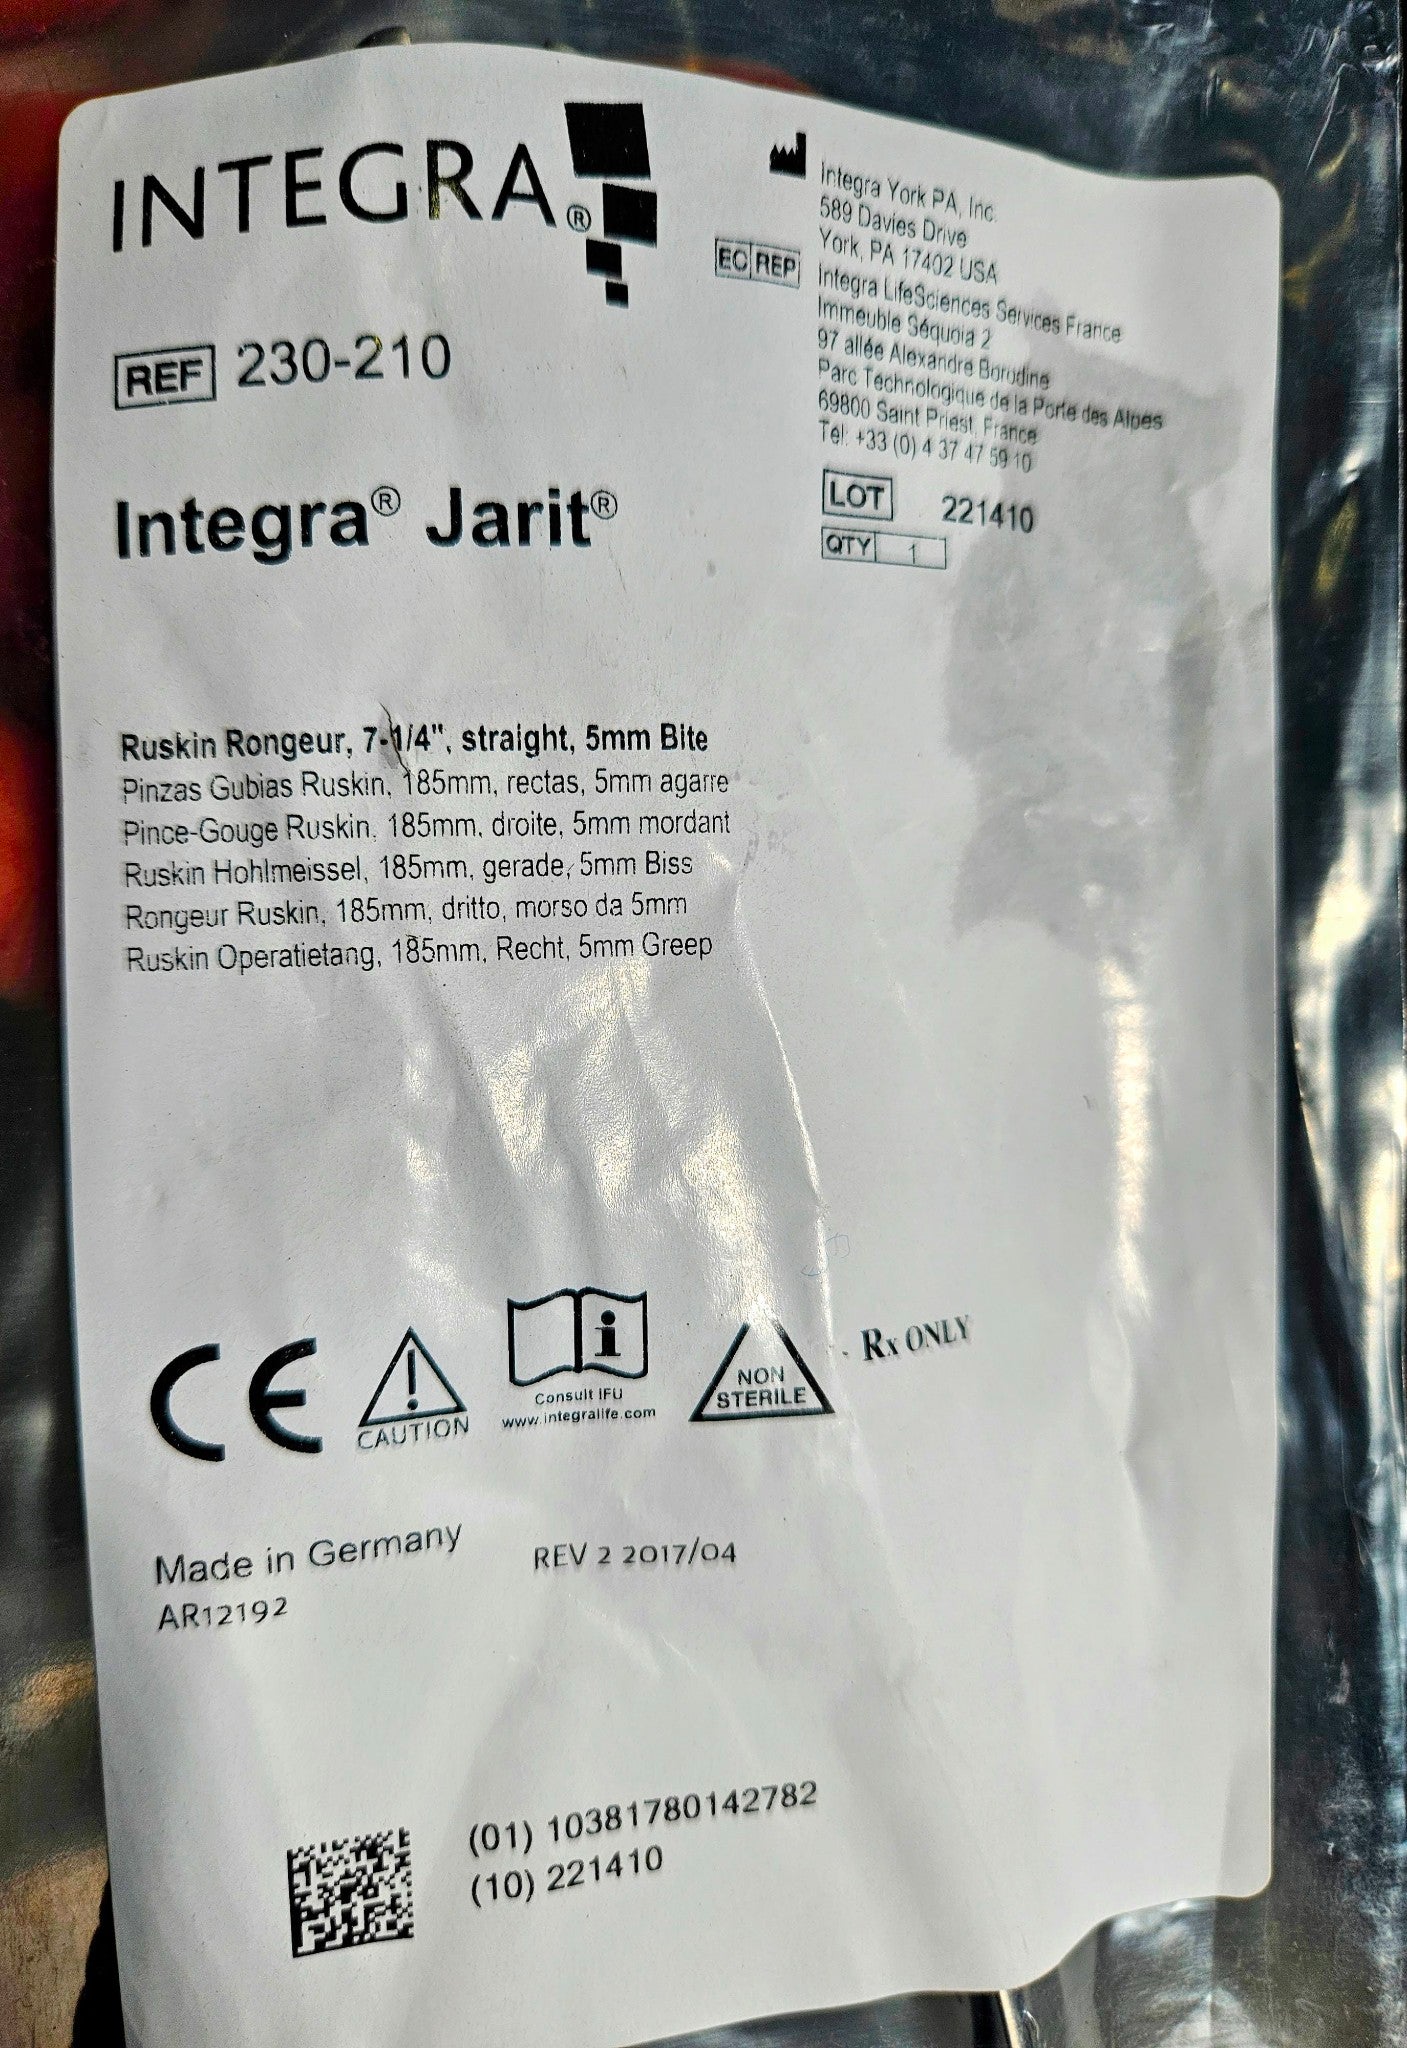 INTEGRA®
REF 230-210
Integra® Jarit®
Integra York PA, Inc.
589 Davies Drive
York, PA 17402 USA
EC REP
Integra LifeSciences Services France
Immeuble Séquoia 2
97 allée Alexandre Borodine
Parc Technologique de la Porte des Alpes
69800 Saint Priest, France
Tel: +33 (0) 4 37 47 59 10
LOT 221410
QTY 1
Ruskin Rongeur, 7-1/4", straight, 5mm Bite
Pinzas Gubias Ruskin, 185mm, rectas, 5mm agarre
Pince-Gouge Ruskin, 185mm, droite, 5mm mordant
Ruskin Hohlmeissel, 185mm, gerade, 5mm Biss
Rongeur Ruskin, 185mm, dritto, morso da 5mm
Ruskin Operatietang, 185mm, Recht, 5mm Greep
CE
CAUTION
Consult IFU
www.integralife.com
NON
STERILE
Rx ONLY
Made in Germany
REV 2 2017/04
AR12192
(01) 10381780142782
(10) 221410